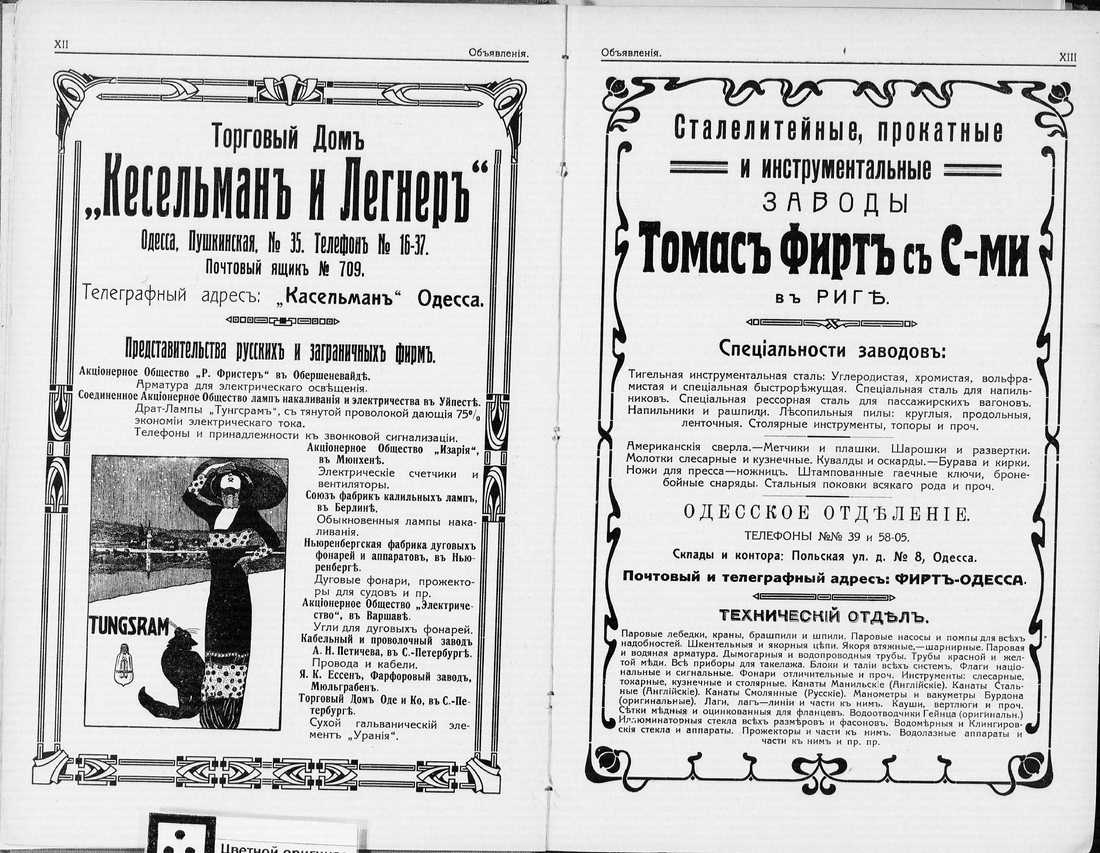 XII
Объявленія.
Торговый Домъ
„Кесельманъ и Легнеръ“
Одесса, Пушкинская, № 35. Телефонъ № 16-37.
Почтовый ящикъ № 709.
Телеграфный адресъ: „Касельманъ“ Одесса.
Представительства русскихъ и заграничныхъ фирмъ.
Акціонерное Общество „Р. Фристеръ“ въ Обершеневайдѣ.
Арматура для электрическаго освѣщенія.
Соединенное Акціонерное Общество лампъ накаливанія и электричества въ Уйпестѣ.
Драт-Лампы „Тунгсрамъ“, съ тянутой проволокой дающія 75%
экономіи электрическаго тока.
Телефоны и принадлежности къ звонковой сигнализаціи.
Акціонерное Общество „Изарія“,
въ Мюнхенѣ.
Электрическіе счетчики и
вентиляторы.
Союзъ фабрикъ калильныхъ лампъ,
въ Берлинѣ.
Обыкновенныя лампы нака-
ливанія.
Ньюренбергская фабрика дуговыхъ
фонарей и аппаратовъ, въ Нью-
ренбергѣ.
Дуговые фонари, прожекто-
ры для судовъ и пр.
Акціонерное Общество „Электриче-
ство“, въ Варшавѣ.
Угли для дуговыхъ фонарей.
Кабельный и проволочный заводъ
А. Н. Петичева, въ С.-Петербургѣ.
Провода и кабели.
Я. К. Ессенъ, Фарфоровый заводъ,
Мюльграбенъ.
Торговый Домъ Оде и Ко, въ С.-Пе-
тербургѣ.
Сухой гальваническій эле-
ментъ „Уранія“.
TUNGSRAM
Объявленія.
XIII
Сталелитейные, прокатные
и инструментальные
ЗАВОДЫ
Томасъ Фиртъ съ С-ми
въ РИГѢ.
Спеціальности заводовъ:
Тигельная инструментальная сталь: Углеродистая, хромистая, вольфра-
мистая и спеціальная быстрорѣжущая. Спеціальная сталь для напиль-
никовъ. Спеціальная рессорная сталь для пассажирскихъ вагоновъ.
Напильники и рашпили. Лѣсопильныя пилы: круглыя, продольныя,
ленточныя. Столярные инструменты, топоры и проч.
Американскія сверла.—Метчики и плашки. Шарошки и развертки.
Молотки слесарные и кузнечные. Кувалды и оскарды.—Бурава и кирки.
Ножи для пресса—ножницъ. Штампованные гаечные ключи, броне-
бойные снаряды. Стальныя поковки всякаго рода и проч.
ОДЕССКОЕ ОТДѢЛЕНІЕ.
ТЕЛЕФОНЫ №№ 39 и 58-05.
Склады и контора: Польская ул. д. № 8, Одесса.
Почтовый и телеграфный адресъ: ФИРТЪ-ОДЕССА.
ТЕХНИЧЕСКІЙ ОТДѢЛЪ.
Паровые лебедки, краны, брашпили и шпили. Паровые насосы и помпы для всѣхъ
надобностей. Шкентельныя и якорныя цѣпи. Якоря втяжные,—шарнирные. Паровая
и водяная арматура. Дымогарныя и водопроводныя трубы. Трубы красной и жел-
той мѣди. Всѣ приборы для такелажа. Блоки и таліи всѣхъ системъ. Флаги націо-
нальные и сигнальные. Фонари отличительные и проч. Инструменты: слесарные,
токарные, кузнечные и столярные. Канаты Манильскіе (Англійскіе). Канаты Сталь-
ные (Англійскіе). Канаты Смолянные (Русскіе). Манометры и вакуметры Бурдона
(оригинальные). Лаги, лагъ—линіи и части къ нимъ. Кауши, вертлюги и проч.
Сѣтки мѣдныя и оцинкованныя для фланцевъ. Водоотводчики Гейнца (оригинальн.)
Иллюминаторныя стекла всѣхъ размѣровъ и фасоновъ. Водомѣрныя и Клингиров-
скія стекла и аппараты. Прожекторы и части къ нимъ. Водолазные аппараты и
части къ нимъ и пр. пр.
Цветной